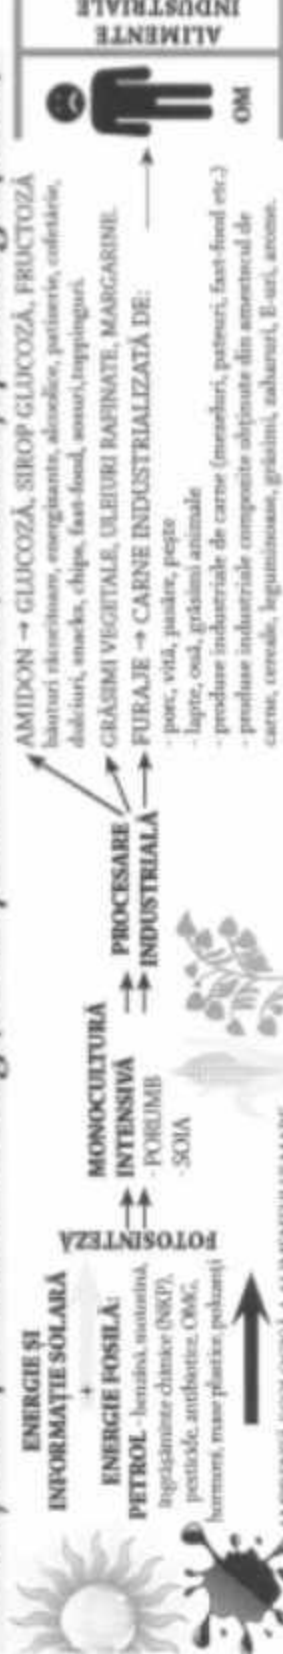 ENERGIE ȘI
INFORMAȚIE SOLARĂ
+
ENERGIE FOSILĂ:
PETROL - benzină, motorină,
îngrășăminte chimice (NKP),
pesticide, antibiotice, OMG,
hormoni, mase plastice, poluanți
FOTOSINTEZĂ
MONOCULTURĂ
INTENSIVĂ
- PORUMB
- SOIA
PROCESARE
INDUSTRIALĂ
AMIDON → GLUCOZĂ, SIROP GLUCOZĂ, FRUCTOZĂ
băuturi răcoritoare, energizante, alcoolice, patiserie, cofetărie,
dulciuri, snacks, chips, fast-food, sosuri, toppinguri.
GRĂSIMI VEGETALE, ULEIURI RAFINATE, MARGARINE.
FURAJE → CARNE INDUSTRIALIZATĂ DE:
- porc, vită, pasăre, pește
- lapte, ouă, grăsimi animale
- produse industriale de carne (mezeluri, pateuri, fast-food etc.)
- produse industriale compozite obținute din amestecul de
carne, cereale, leguminoase, grăsimi, zaharuri, E-uri, arome.
OM
ALIMENTE
INDUSTRIALE